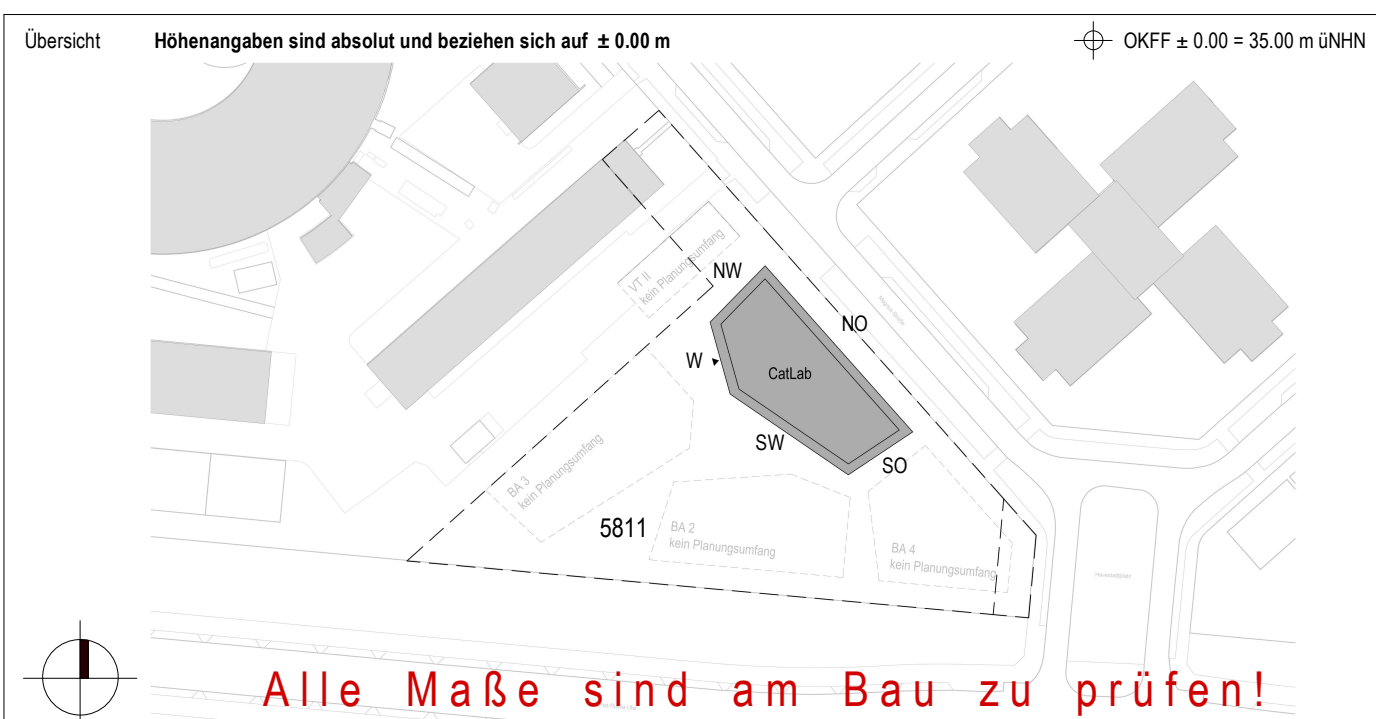 Übersicht
Höhenangaben sind absolut und beziehen sich auf ± 0.00 m
OKFF ± 0.00 = 35.00 m üNHN
VT II
kein Planungsumfang
NW
NO
W
CatLab
SW
SO
BA 3
kein Planungsumfang
5811
BA 2
kein Planungsumfang
BA 4
kein Planungsumfang
Alle Maße sind am Bau zu prüfen!